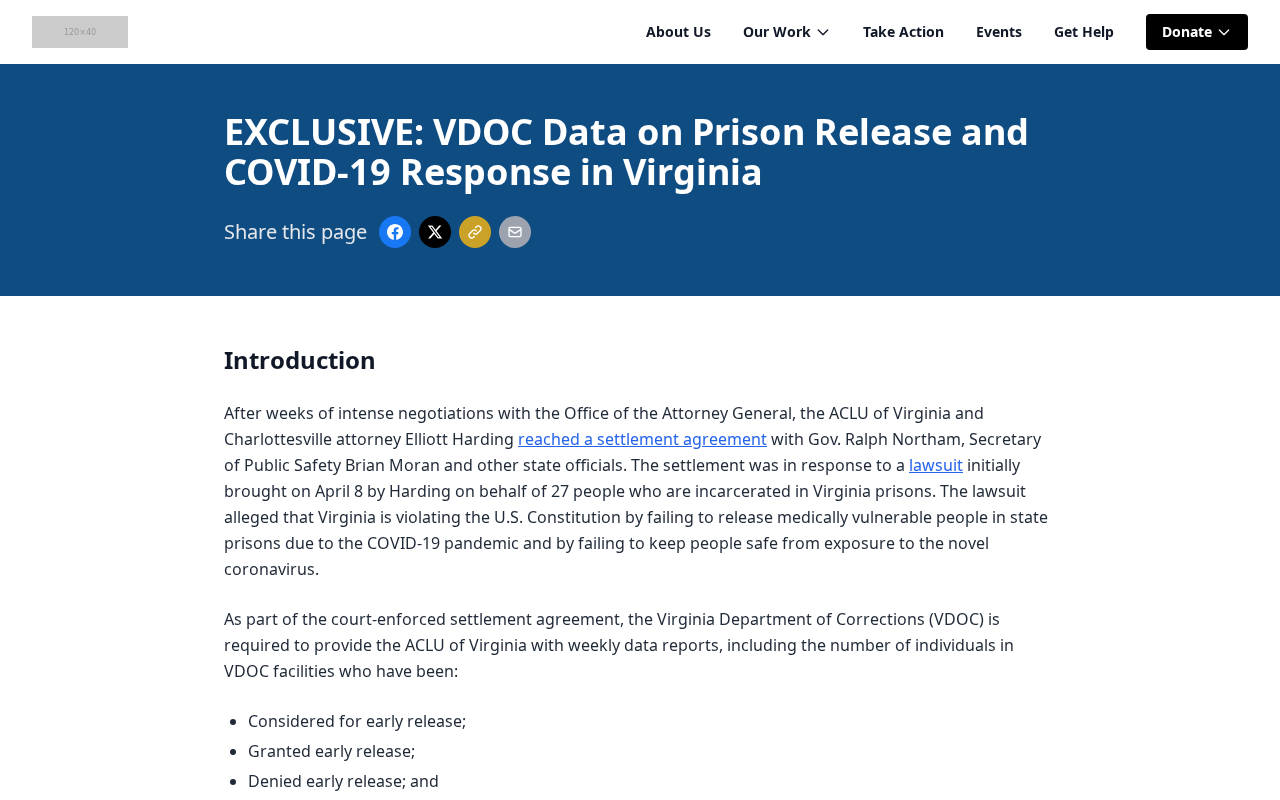 120×40
About Us
Our Work
Take Action
Events
Get Help
Donate
EXCLUSIVE: VDOC Data on Prison Release and
COVID-19 Response in Virginia
Share this page
Introduction
After weeks of intense negotiations with the Office of the Attorney General, the ACLU of Virginia and
Charlottesville attorney Elliott Harding reached a settlement agreement with Gov. Ralph Northam, Secretary
of Public Safety Brian Moran and other state officials. The settlement was in response to a lawsuit initially
brought on April 8 by Harding on behalf of 27 people who are incarcerated in Virginia prisons. The lawsuit
alleged that Virginia is violating the U.S. Constitution by failing to release medically vulnerable people in state
prisons due to the COVID-19 pandemic and by failing to keep people safe from exposure to the novel
coronavirus.
As part of the court-enforced settlement agreement, the Virginia Department of Corrections (VDOC) is
required to provide the ACLU of Virginia with weekly data reports, including the number of individuals in
VDOC facilities who have been:
• Considered for early release;
• Granted early release;
• Denied early release; and